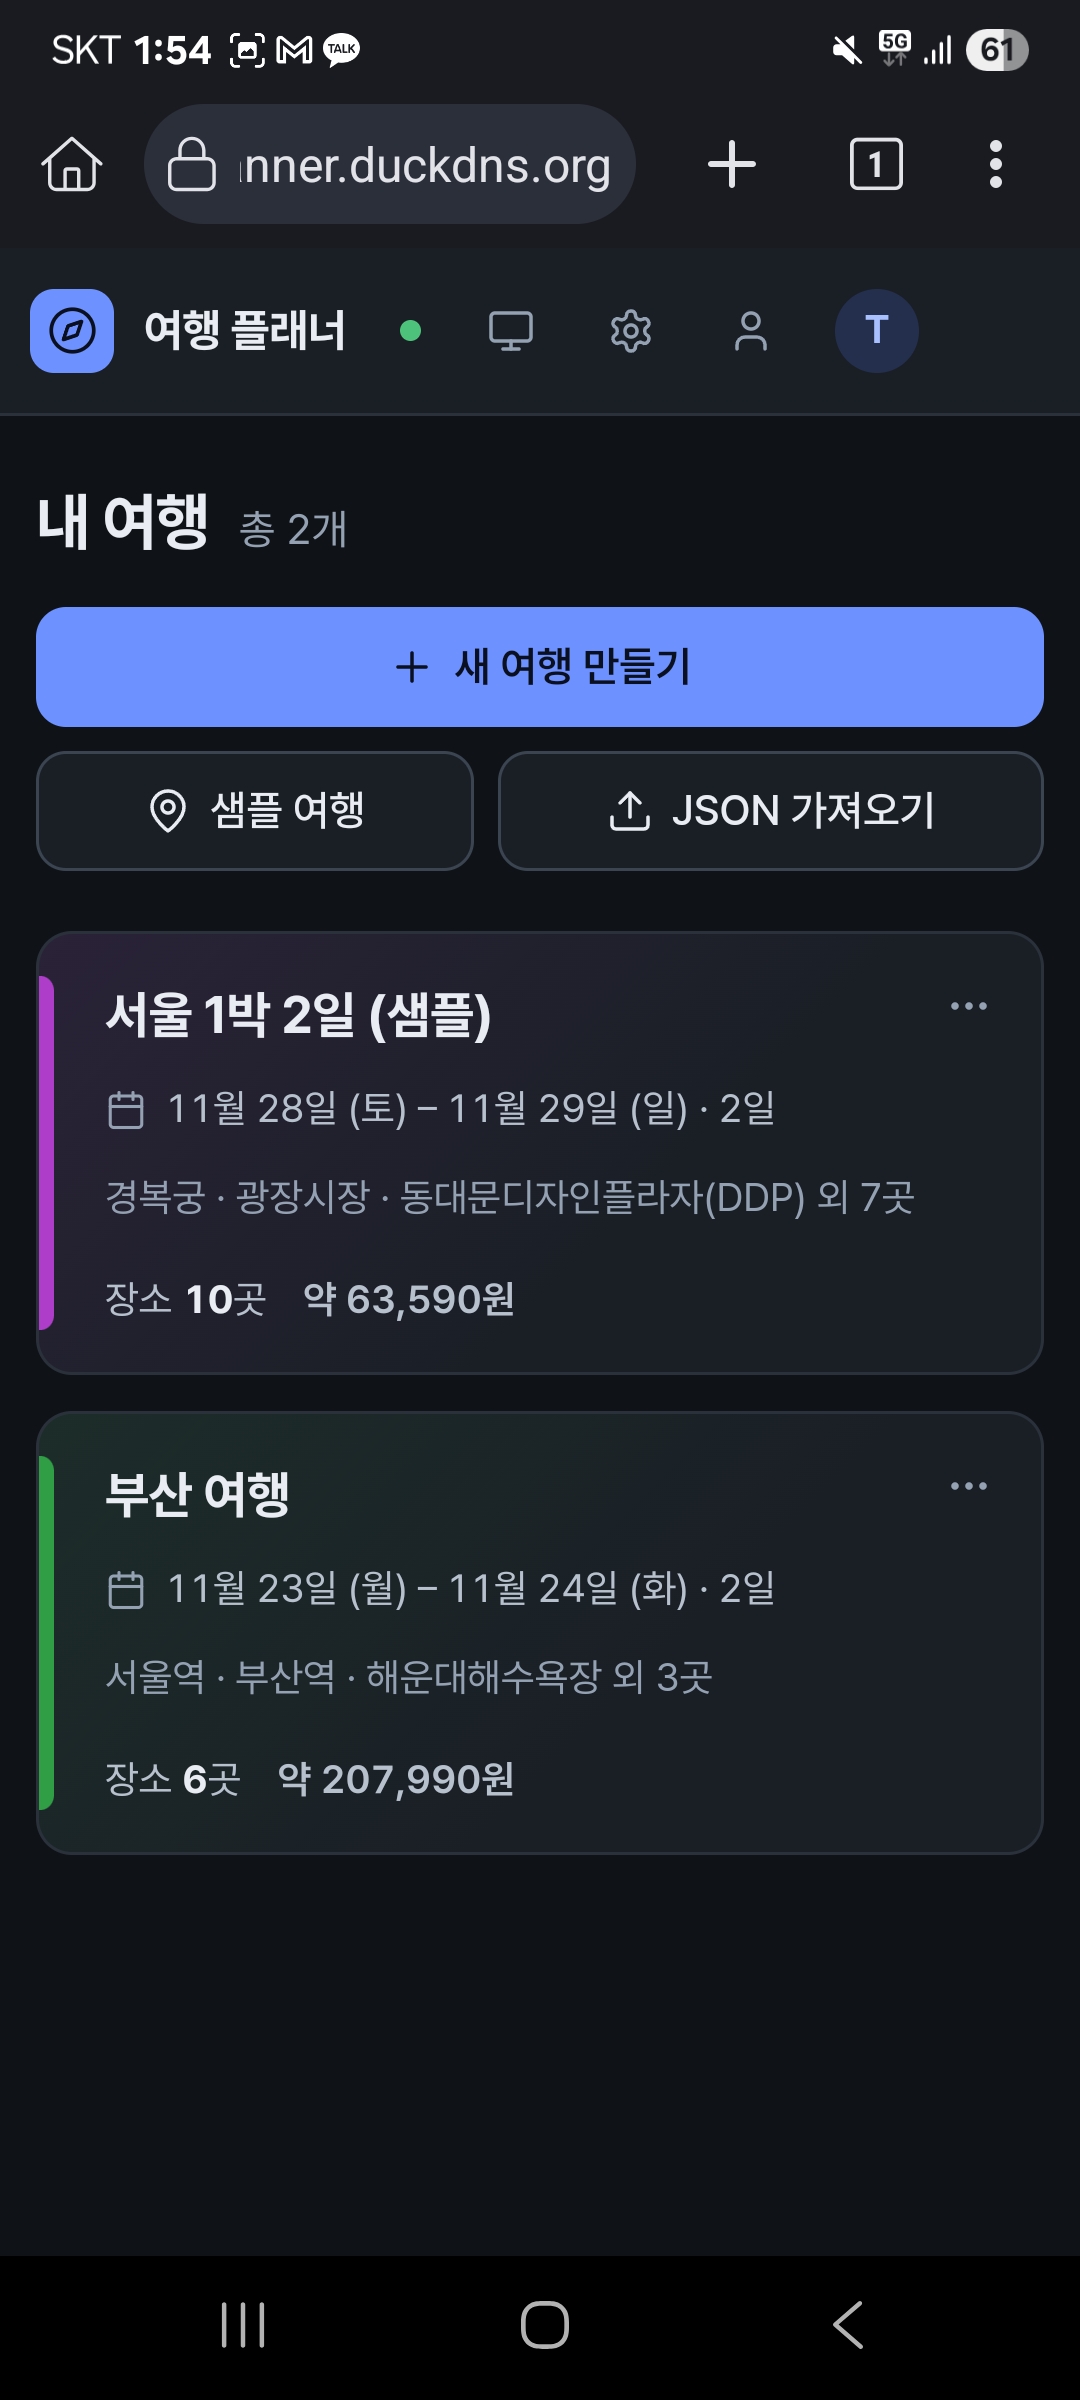 SKT 1:54 TALK 5G 61
nner.duckdns.org 1
여행 플래너 T
내 여행 총 2개
+ 새 여행 만들기
샘플 여행 JSON 가져오기
서울 1박 2일 (샘플)
11월 28일 (토) – 11월 29일 (일) · 2일
경복궁 · 광장시장 · 동대문디자인플라자(DDP) 외 7곳
장소 10곳 약 63,590원
부산 여행
11월 23일 (월) – 11월 24일 (화) · 2일
서울역 · 부산역 · 해운대해수욕장 외 3곳
장소 6곳 약 207,990원